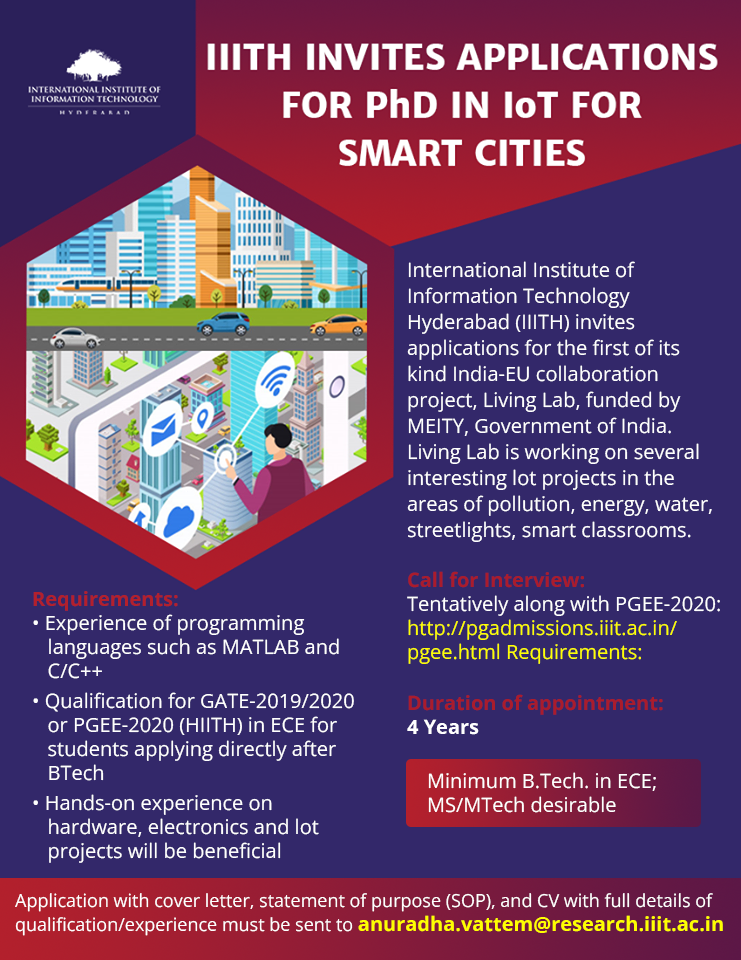 INTERNATIONAL INSTITUTE OF
INFORMATION TECHNOLOGY
HYDERABAD
IIITH INVITES APPLICATIONS
FOR PhD IN IoT FOR
SMART CITIES
International Institute of
Information Technology
Hyderabad (IIITH) invites
applications for the first of its
kind India-EU collaboration
project, Living Lab, funded by
MEITY, Government of India.
Living Lab is working on several
interesting lot projects in the
areas of pollution, energy, water,
streetlights, smart classrooms.
Call for Interview:
Tentatively along with PGEE-2020:
http://pgadmissions.iiit.ac.in/
pgee.html Requirements:
Duration of appointment:
4 Years
Minimum B.Tech. in ECE;
MS/MTech desirable
Requirements:
• Experience of programming
languages such as MATLAB and
C/C++
• Qualification for GATE-2019/2020
or PGEE-2020 (HIITH) in ECE for
students applying directly after
BTech
• Hands-on experience on
hardware, electronics and lot
projects will be beneficial
Application with cover letter, statement of purpose (SOP), and CV with full details of
qualification/experience must be sent to anuradha.vattem@research.iiit.ac.in